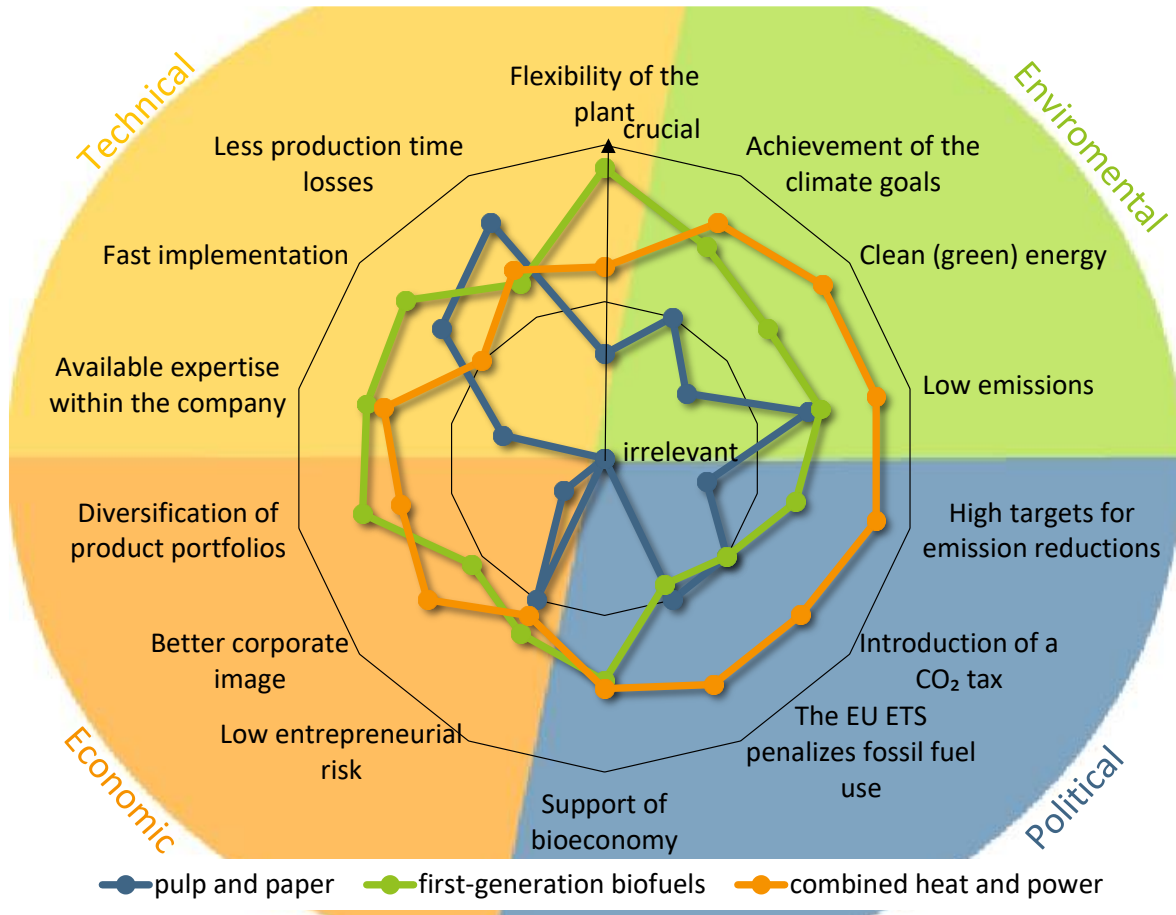 Technical
Enviromental
Flexibility of the
plant
crucial
Less production time
losses
Achievement of the
climate goals
Fast implementation
Clean (green) energy
Available expertise
within the company
Low emissions
irrelevant
Diversification of
product portfolios
High targets for
emission reductions
Better corporate
image
Introduction of a
CO₂ tax
Low entrepreneurial
risk
The EU ETS
penalizes fossil fuel
use
Economic
Political
Support of
bioeconomy
pulp and paper
first-generation biofuels
combined heat and power